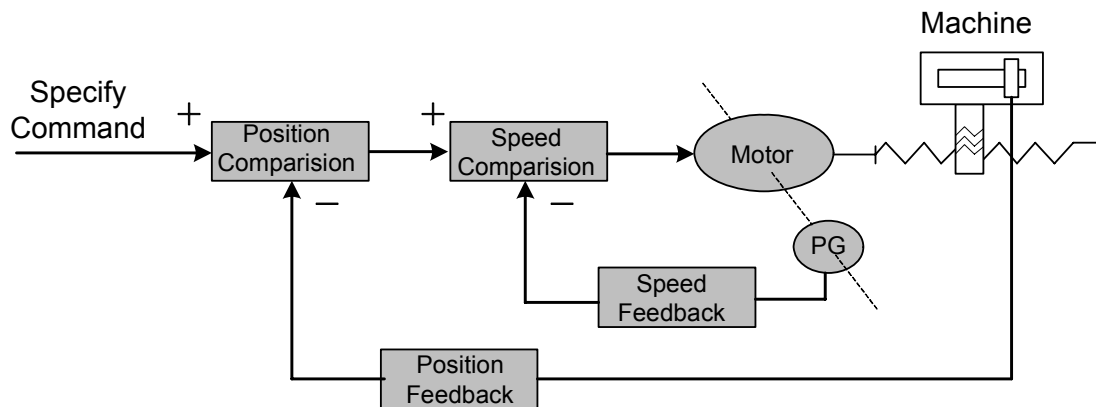 Machine
Specify
Command
+
Position
Comparision
+
Speed
Comparision
Motor
−
−
PG
Speed
Feedback
Position
Feedback